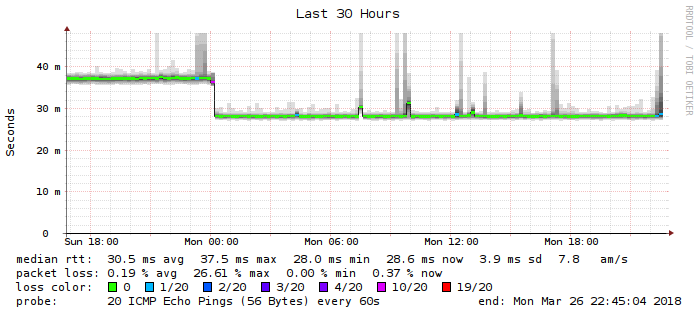 Last 30 Hours
RRDTOOL / TOBI OETIKER
Seconds
40 m
30 m
20 m
10 m
0
Sun 18:00 Mon 00:00 Mon 06:00 Mon 12:00 Mon 18:00
median rtt: 30.5 ms avg 37.5 ms max 28.0 ms min 28.6 ms now 3.9 ms sd 7.8 am/s
packet loss: 0.19 % avg 26.61 % max 0.00 % min 0.37 % now
loss color: 0 1/20 2/20 3/20 4/20 10/20 19/20
probe: 20 ICMP Echo Pings (56 Bytes) every 60s end: Mon Mar 26 22:45:04 2018